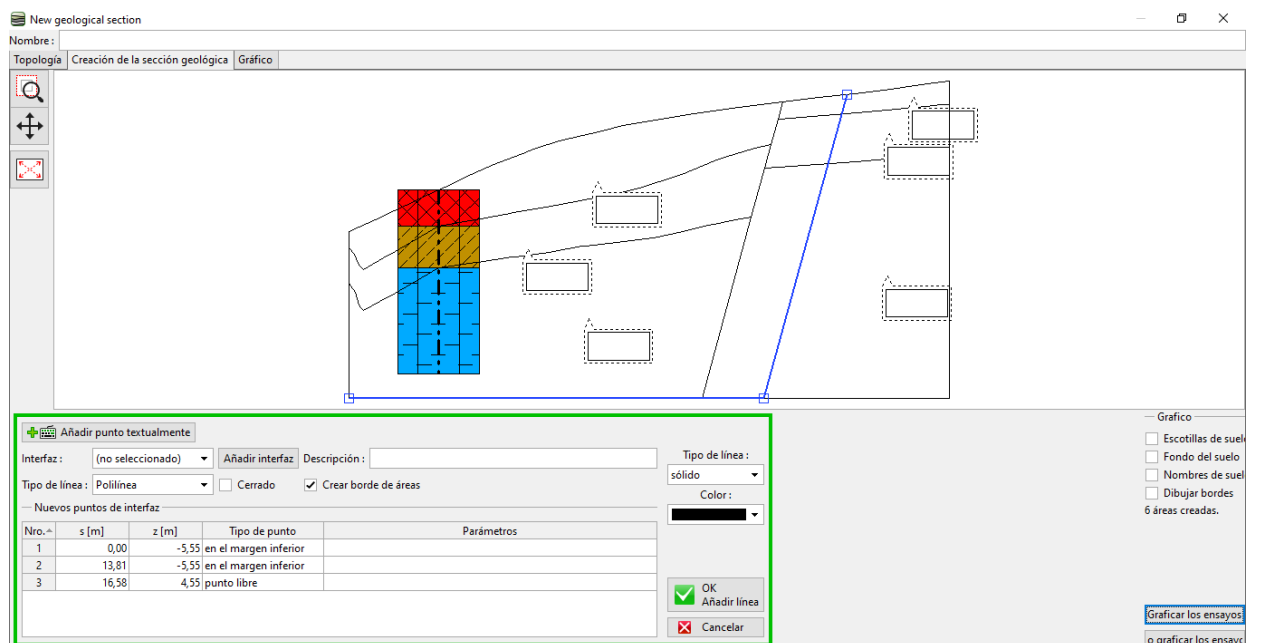 New geological section
Nombre :
Topología Creación de la sección geológica Gráfico
Añadir punto textualmente
Interfaz : (no seleccionado) Añadir interfaz Descripción :
Tipo de línea : Polilínea Cerrado Crear borde de áreas
Nuevos puntos de interfaz
Nro. s [m] z [m] Tipo de punto Parámetros
1 0,00 -5,55 en el margen inferior
2 13,81 -5,55 en el margen inferior
3 16,58 4,55 punto libre
Tipo de línea :
sólido
Color :
OK
Añadir línea
Cancelar
Grafico
Escotillas de suel
Fondo del suelo
Nombres de suel
Dibujar bordes
6 áreas creadas.
Graficar los ensayos
o graficar los ensayo